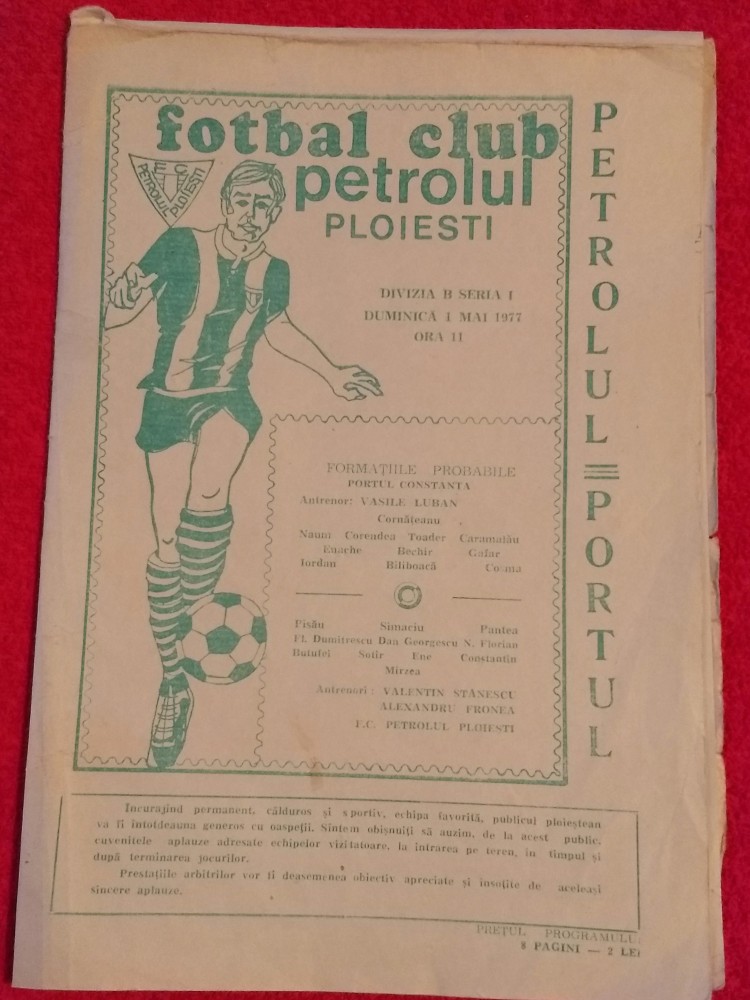 fotbal club
F C
PETROLUL PLOIESTI
petrolul
PLOIESTI
DIVIZIA B SERIA I
DUMINICĂ 1 MAI 1977
ORA 11
PETROLUL = PORTUL
FORMAȚIILE PROBABILE
PORTUL CONSTANTA
Antrenor: VASILE LUBAN
Cornățeanu
Naum Corendea Toader Caramalău
Enache Bechir Gafar
Iordan Biliboacă Cosma
Pisău Simaciu Pantea
Fl. Dumitrescu Dan Georgescu N. Florian
Butufei Sotir Ene Constantin
Mirzea
Antrenori: VALENTIN STĂNESCU
ALEXANDRU FRONEA
F.C. PETROLUL PLOIESTI
Incurajind permanent, călduros și sportiv, echipa favorită, publicul ploieștean
va fi întotdeauna generos cu oaspeții. Sîntem obișnuiți să auzim, de la acest public,
cuvenitele aplauze adresate echipelor vizitatoare, la intrarea pe teren, în timpul și
după terminarea jocurilor.
Prestațiile arbitrilor vor fi deasemenea obiectiv apreciate și însoțite de aceleași
sincere aplauze.
PREȚUL PROGRAMULUI
8 PAGINI — 2 LEI